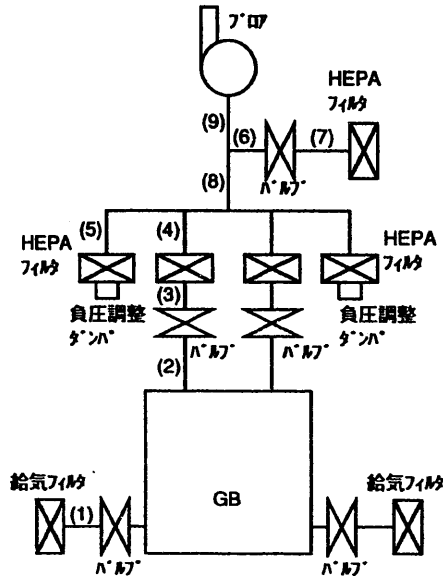 ブロア
(9)
HEPA
フィルタ
(6)
(7)
バルブ
(8)
(5)
(4)
HEPA
フィルタ
HEPA
フィルタ
(3)
負圧調整
ダンパ
バルブ
負圧調整
ダンパ
(2)
給気フィルタ
給気フィルタ
(1)
GB
バルブ
バルブ
バルブ